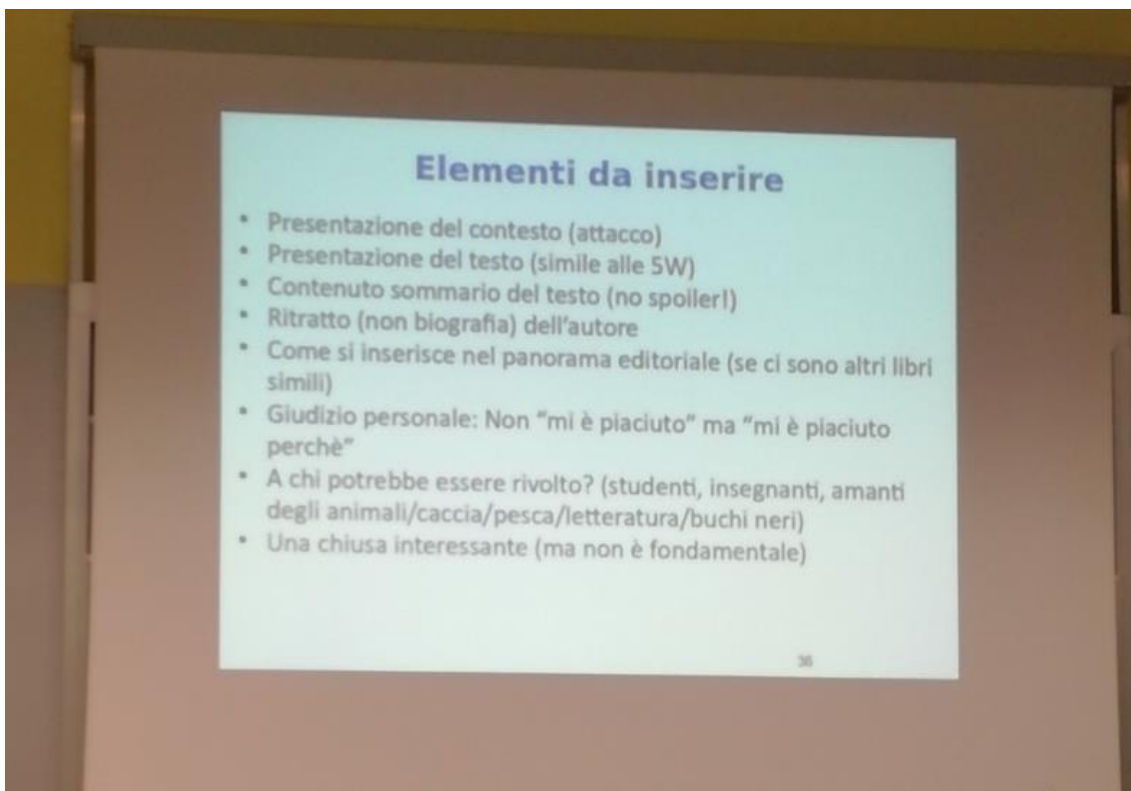 Elementi da inserire
• Presentazione del contesto (attacco)
• Presentazione del testo (simile alle 5W)
• Contenuto sommario del testo (no spoiler!)
• Ritratto (non biografia) dell'autore
• Come si inserisce nel panorama editoriale (se ci sono altri libri
simili)
• Giudizio personale: Non "mi è piaciuto" ma "mi è piaciuto
perchè"
• A chi potrebbe essere rivolto? (studenti, insegnanti, amanti
degli animali/caccia/pesca/letteratura/buchi neri)
• Una chiusa interessante (ma non è fondamentale)
36